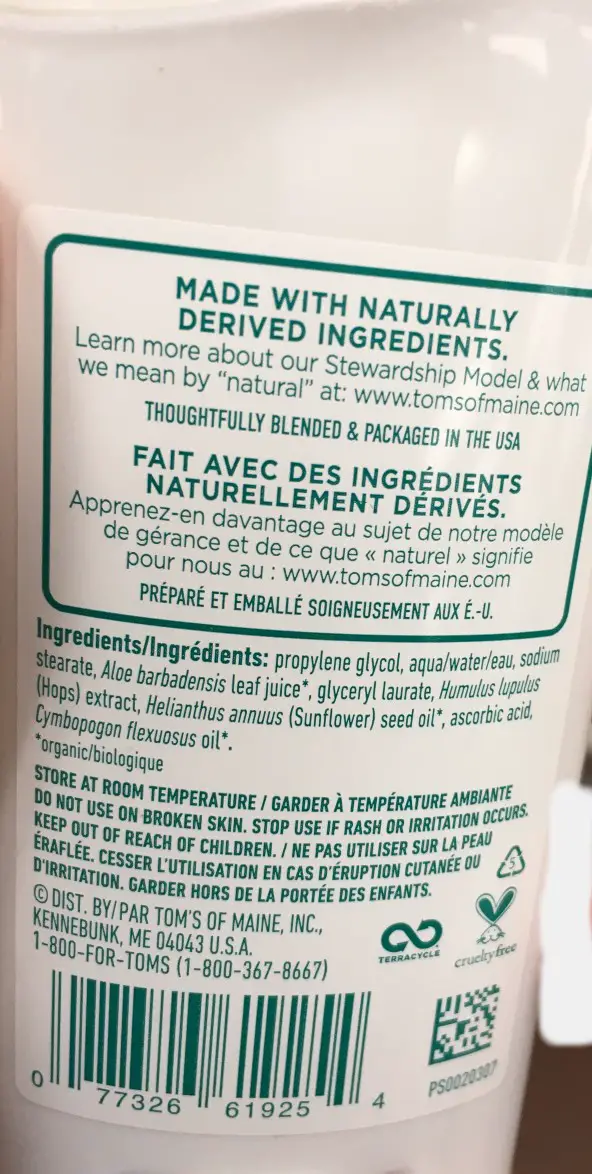 MADE WITH NATURALLY
DERIVED INGREDIENTS.
Learn more about our Stewardship Model & what
we mean by “natural” at: www.tomsofmaine.com
THOUGHTFULLY BLENDED & PACKAGED IN THE USA
FAIT AVEC DES INGRÉDIENTS
NATURELLEMENT DÉRIVÉS.
Apprenez-en davantage au sujet de notre modèle
de gérance et de ce que « naturel » signifie
pour nous au : www.tomsofmaine.com
PRÉPARÉ ET EMBALLÉ SOIGNEUSEMENT AUX É.-U.
Ingredients/Ingrédients: propylene glycol, aqua/water/eau, sodium
stearate, Aloe barbadensis leaf juice*, glyceryl laurate, Humulus lupulus
(Hops) extract, Helianthus annuus (Sunflower) seed oil*, ascorbic acid,
Cymbopogon flexuosus oil*.
*organic/biologique
STORE AT ROOM TEMPERATURE / GARDER À TEMPÉRATURE AMBIANTE
DO NOT USE ON BROKEN SKIN. STOP USE IF RASH OR IRRITATION OCCURS.
KEEP OUT OF REACH OF CHILDREN. / NE PAS UTILISER SUR LA PEAU
ÉRAFLÉE. CESSER L'UTILISATION EN CAS D'ÉRUPTION CUTANÉE OU
D'IRRITATION. GARDER HORS DE LA PORTÉE DES ENFANTS.
5
© DIST. BY/PAR TOM'S OF MAINE, INC.,
KENNEBUNK, ME 04043 U.S.A.
1-800-FOR-TOMS (1-800-367-8667)
TERRACYCLE
crueltyfree
0 77326 61925 4
PS0020307